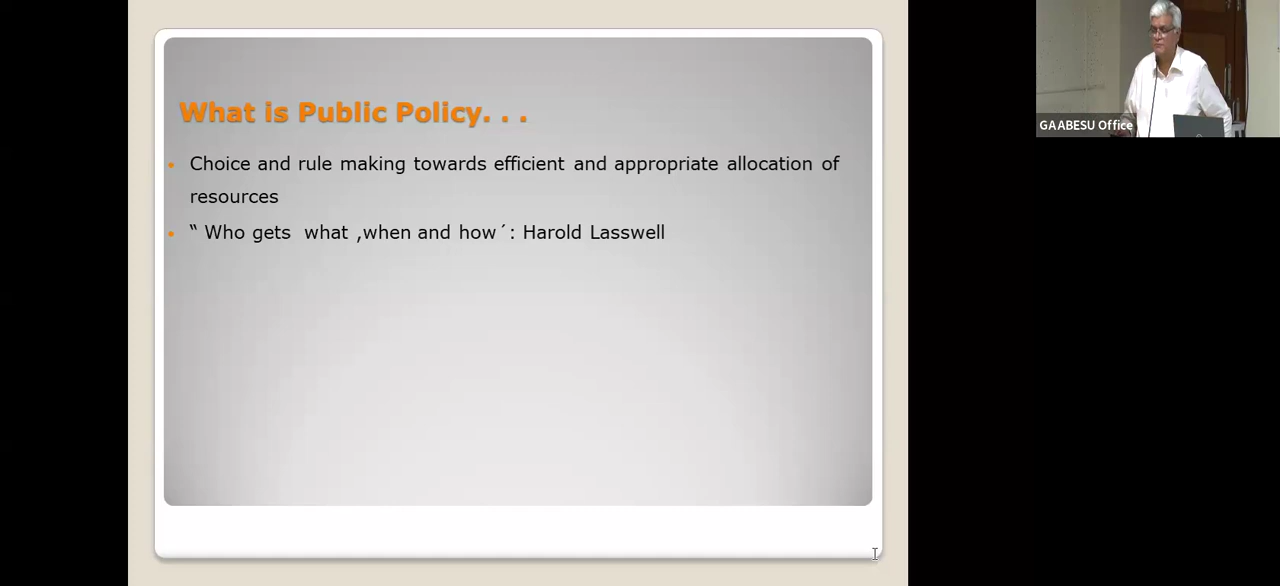 What is Public Policy. . .
• Choice and rule making towards efficient and appropriate allocation of
resources
• “ Who gets  what ,when and how´: Harold Lasswell
GAABESU Office